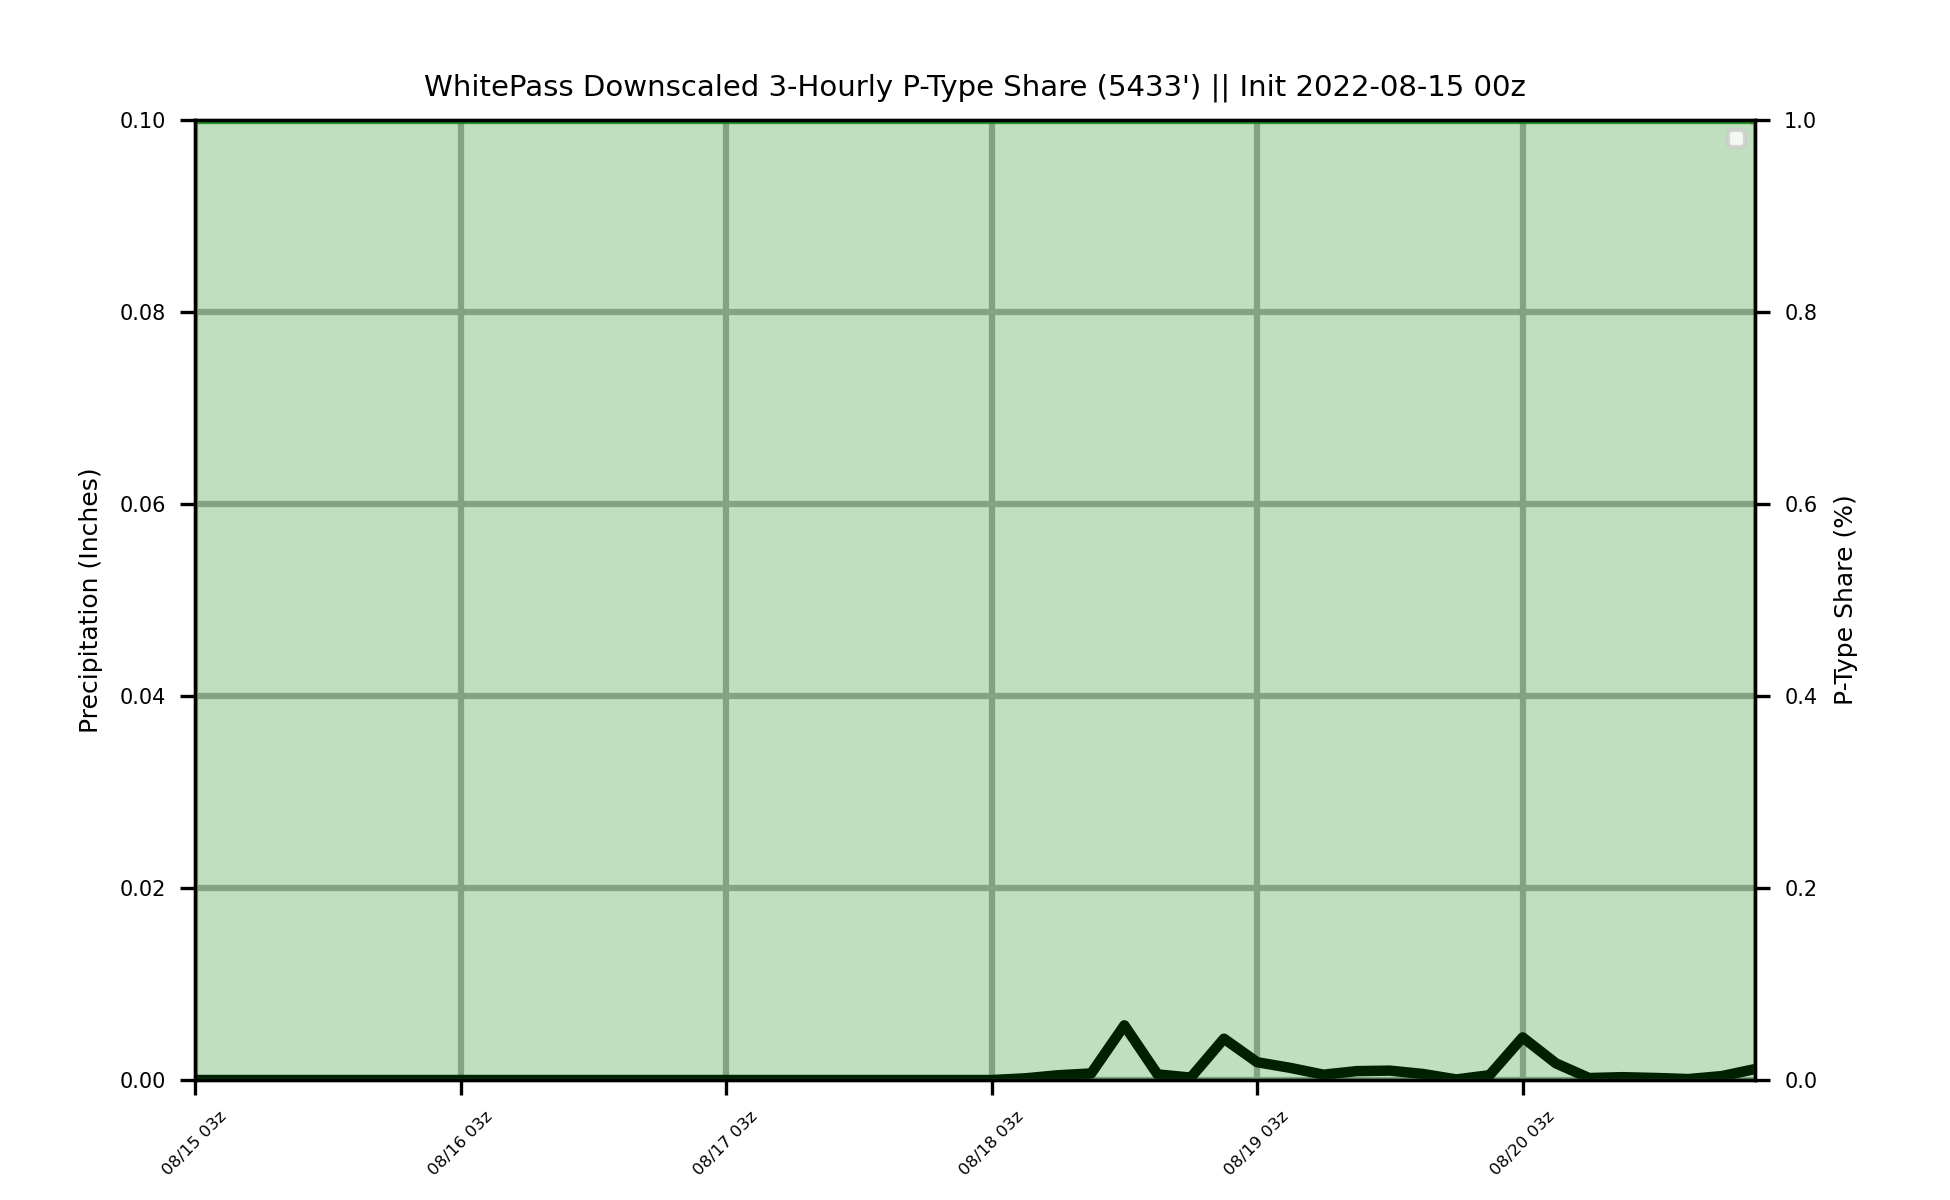 WhitePass Downscaled 3-Hourly P-Type Share (5433') || Init 2022-08-15 00z
Precipitation (Inches)
0.10
0.08
0.06
0.04
0.02
0.00
1.0
0.8
0.6
0.4
0.2
0.0
P-Type Share (%)
08/15 03z
08/16 03z
08/17 03z
08/18 03z
08/19 03z
08/20 03z